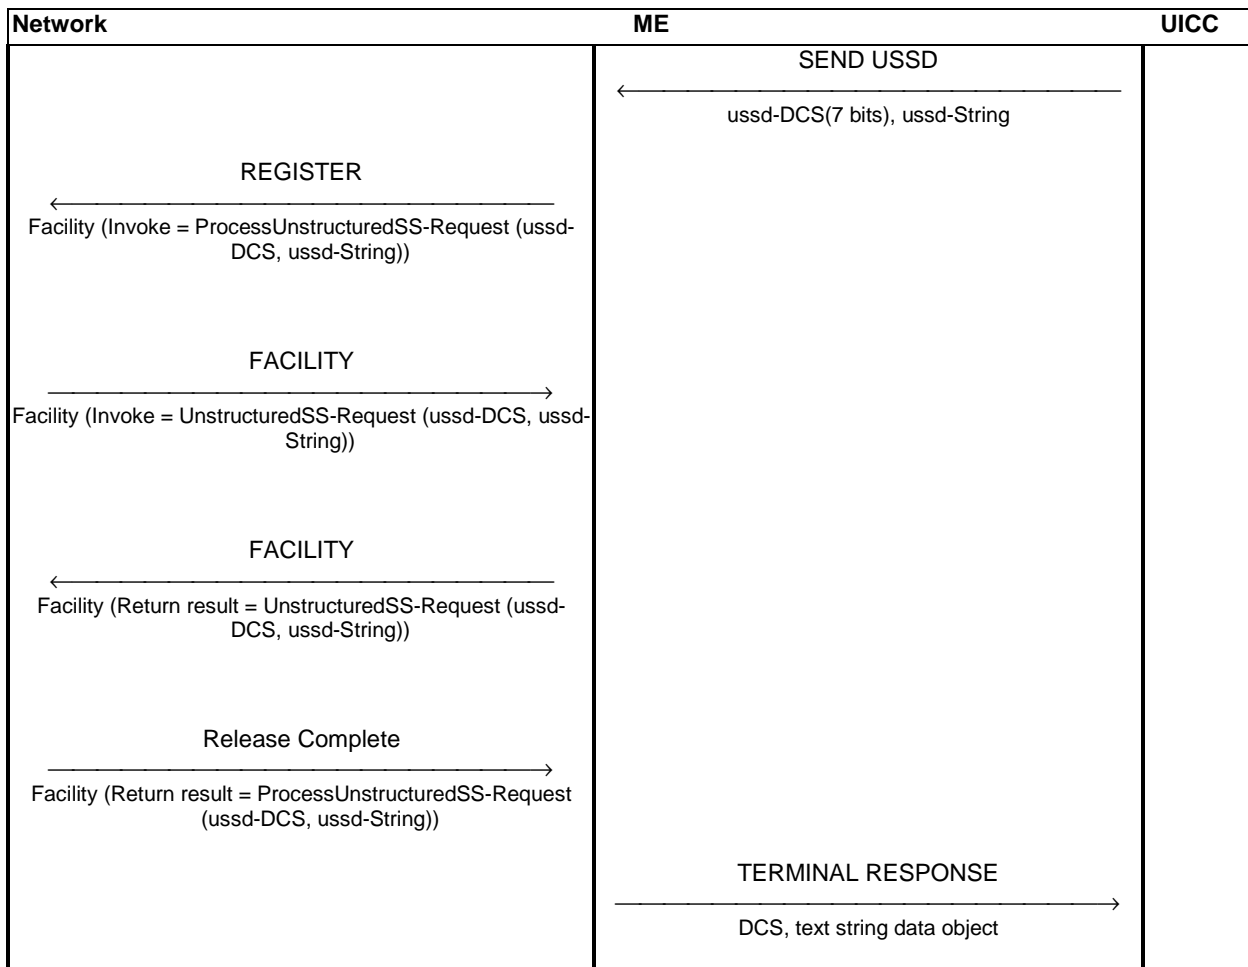 Network ME UICC
SEND USSD
ussd-DCS(7 bits), ussd-String
REGISTER
Facility (Invoke = ProcessUnstructuredSS-Request (ussd-
DCS, ussd-String))
FACILITY
Facility (Invoke = UnstructuredSS-Request (ussd-DCS, ussd-
String))
FACILITY
Facility (Return result = UnstructuredSS-Request (ussd-
DCS, ussd-String))
Release Complete
Facility (Return result = ProcessUnstructuredSS-Request
(ussd-DCS, ussd-String))
TERMINAL RESPONSE
DCS, text string data object